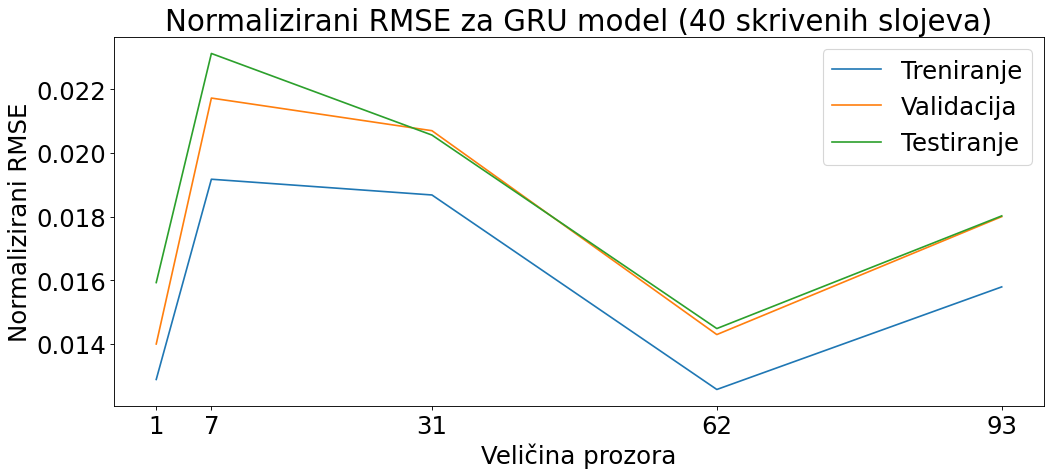 Normalizirani RMSE za GRU model (40 skrivenih slojeva)
Treniranje
Validacija
Testiranje
Normalizirani RMSE
0.022
0.020
0.018
0.016
0.014
1 7 31 62 93
Veličina prozora